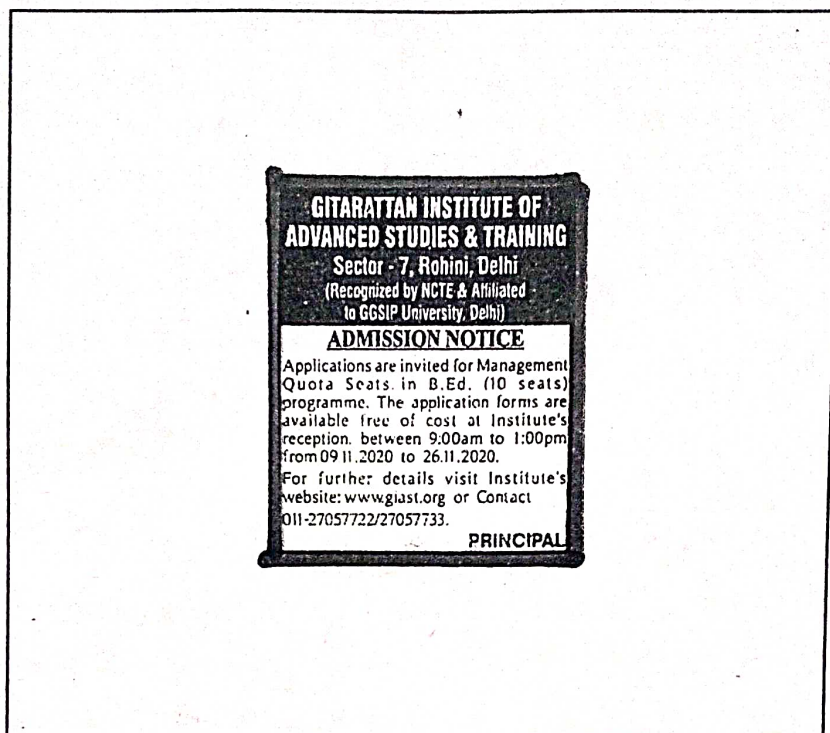 GITARATTAN INSTITUTE OF
ADVANCED STUDIES & TRAINING
Sector - 7, Rohini, Delhi
(Recognized by NCTE & Affiliated
to GGSIP University, Delhi)
ADMISSION NOTICE
Applications are invited for Management
Quota Seats. in B.Ed. (10 seats)
programme. The application forms are
available free of cost at Institute's
reception. between 9:00am to 1:00pm
from 09 11.2020 to 26.11.2020.
For further details visit Institute's
website: www.giast.org or Contact
011-27057722/27057733.
PRINCIPAL